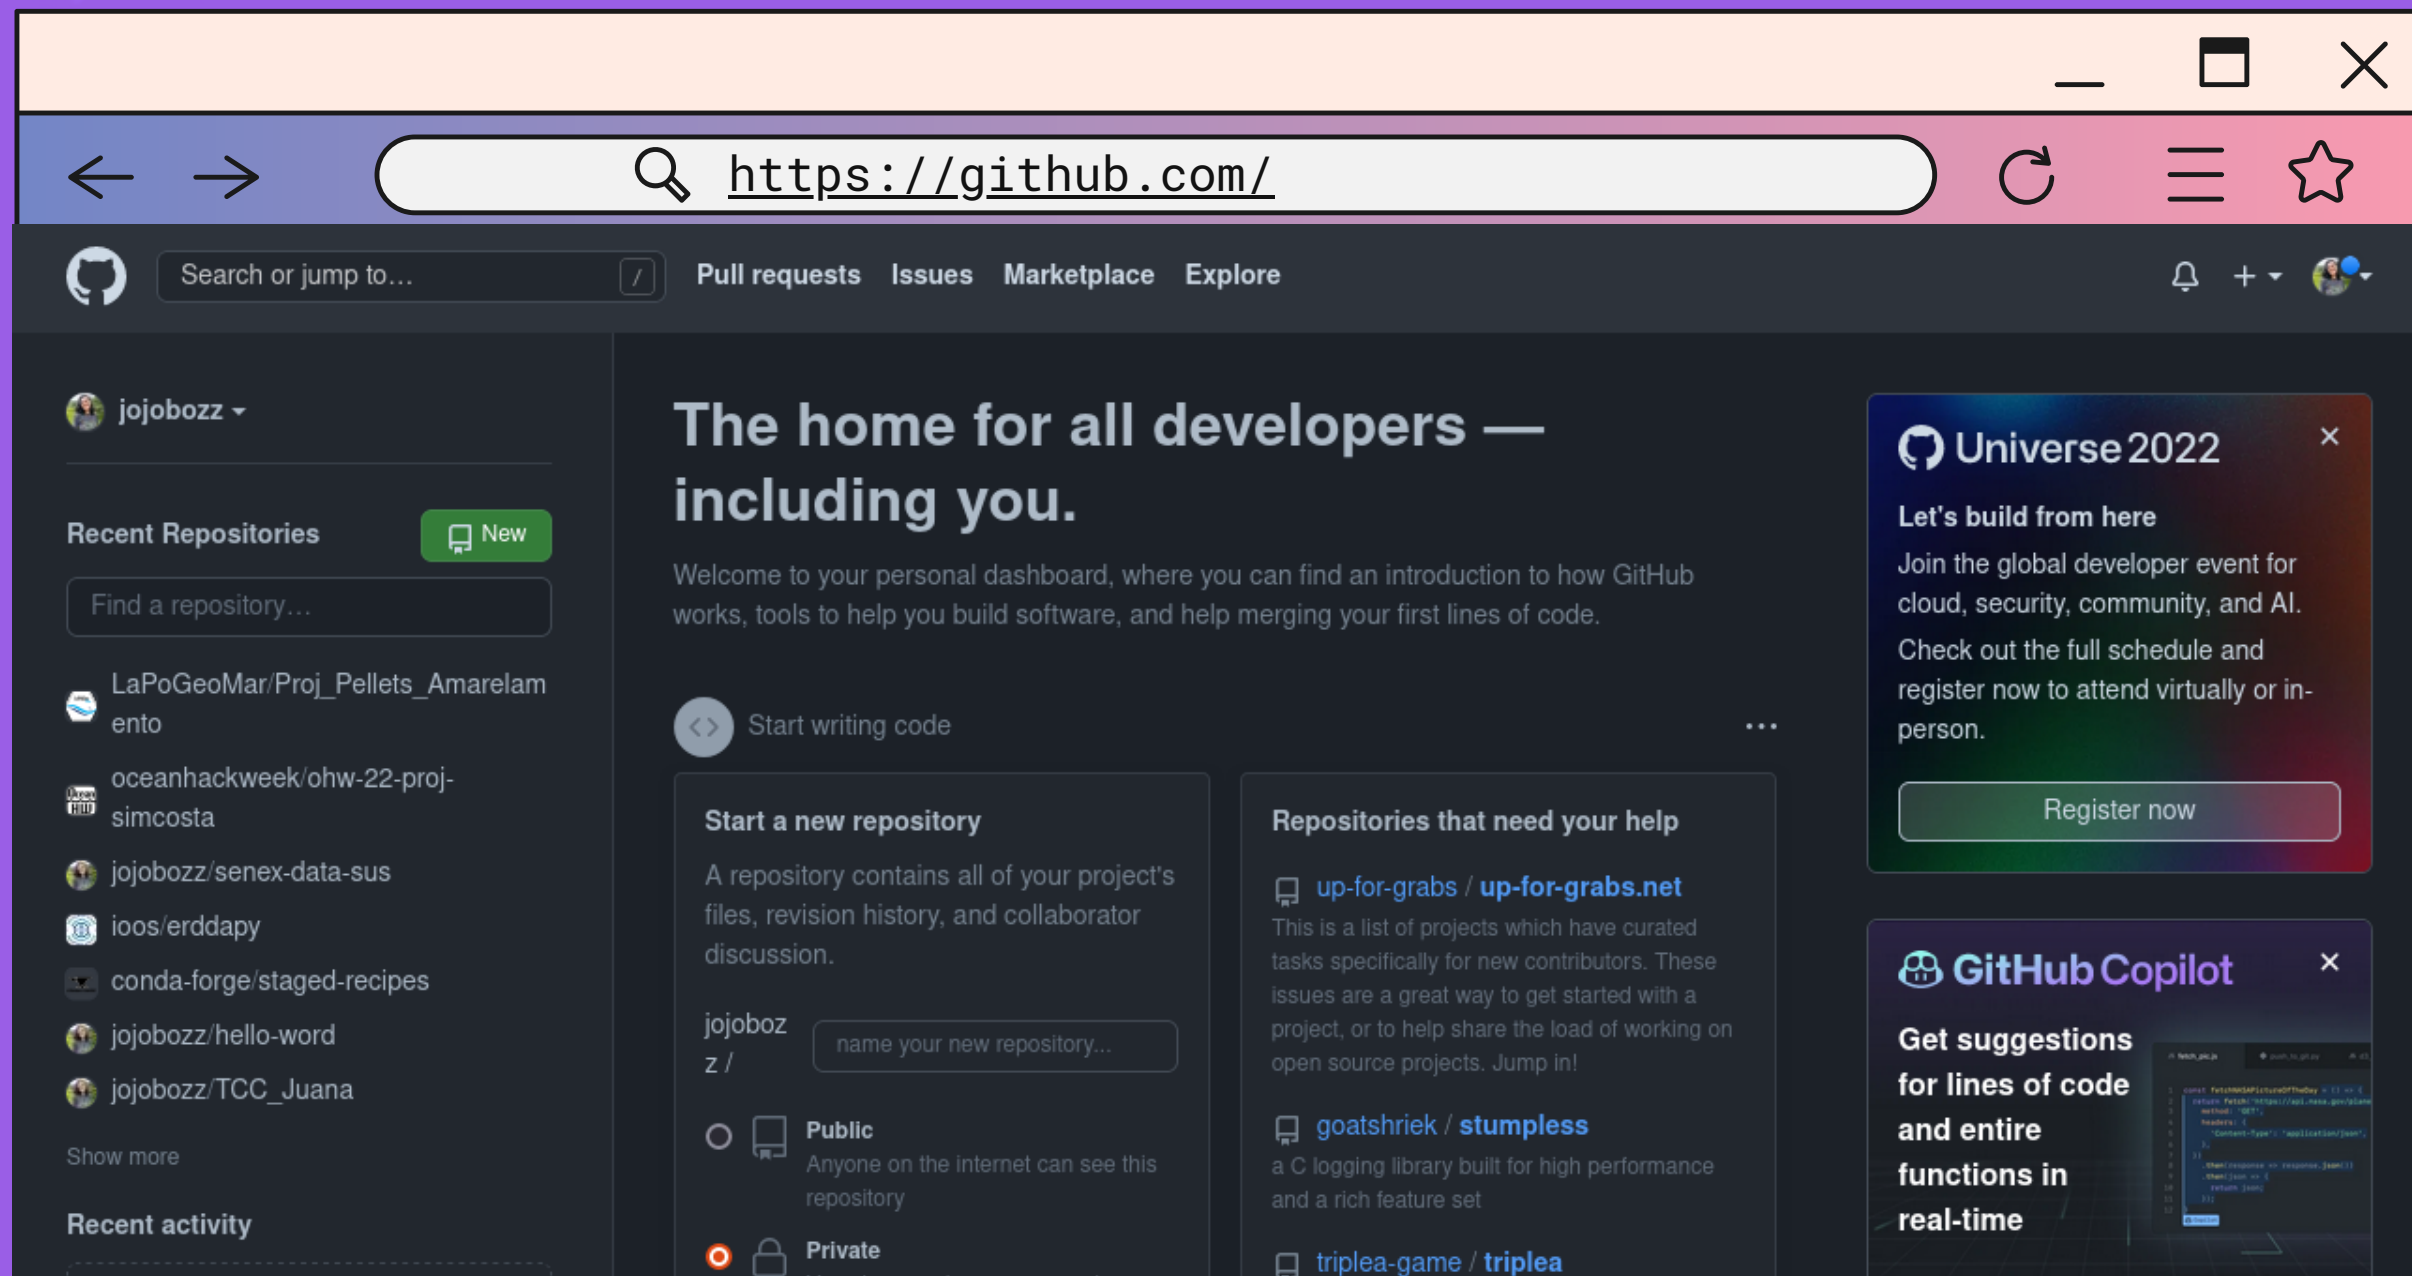 https://github.com/
Search or jump to…
/
Pull requests
Issues
Marketplace
Explore
jojobozz
Recent Repositories
New
Find a repository…
LaPoGeoMar/Proj_Pellets_Amarelam
ento
oceanhackweek/ohw-22-proj-
simcosta
jojobozz/senex-data-sus
ioos/erddapy
conda-forge/staged-recipes
jojobozz/hello-word
jojobozz/TCC_Juana
Show more
Recent activity
The home for all developers —
including you.
Welcome to your personal dashboard, where you can find an introduction to how GitHub
works, tools to help you build software, and help merging your first lines of code.
Start writing code
Start a new repository
A repository contains all of your project's
files, revision history, and collaborator
discussion.
jojoboz
z /
name your new repository...
Public
Anyone on the internet can see this
repository
Private
Repositories that need your help
up-for-grabs / up-for-grabs.net
This is a list of projects which have curated
tasks specifically for new contributors. These
issues are a great way to get started with a
project, or to help share the load of working on
open source projects. Jump in!
goatshriek / stumpless
a C logging library built for high performance
and a rich feature set
triplea-game / triplea
Universe 2022
Let's build from here
Join the global developer event for
cloud, security, community, and AI.
Check out the full schedule and
register now to attend virtually or in-
person.
Register now
GitHub Copilot
Get suggestions
for lines of code
and entire
functions in
real-time